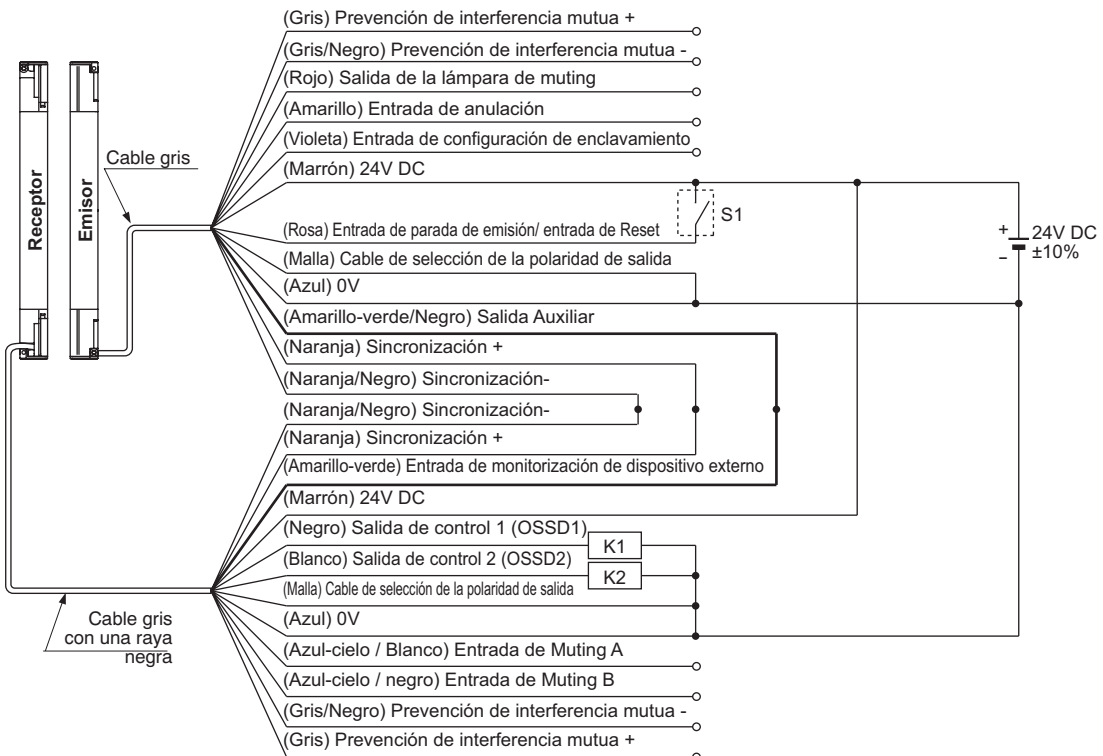 (Gris) Prevención de interferencia mutua +
(Gris/Negro) Prevención de interferencia mutua -
(Rojo) Salida de la lámpara de muting
(Amarillo) Entrada de anulación
(Violeta) Entrada de configuración de enclavamiento
(Marrón) 24V DC
Cable gris
Receptor
Emisor
S1
(Rosa) Entrada de parada de emisión/ entrada de Reset
+
24V DC
−
±10%
(Malla) Cable de selección de la polaridad de salida
(Azul) 0V
(Amarillo-verde/Negro) Salida Auxiliar
(Naranja) Sincronización +
(Naranja/Negro) Sincronización-
(Naranja/Negro) Sincronización-
(Naranja) Sincronización +
(Amarillo-verde) Entrada de monitorización de dispositivo externo
(Marrón) 24V DC
(Negro) Salida de control 1 (OSSD1)
K1
(Blanco) Salida de control 2 (OSSD2)
K2
(Malla) Cable de selección de la polaridad de salida
(Azul) 0V
Cable gris
con una raya
negra
(Azul-cielo / Blanco) Entrada de Muting A
(Azul-cielo / negro) Entrada de Muting B
(Gris/Negro) Prevención de interferencia mutua -
(Gris) Prevención de interferencia mutua +